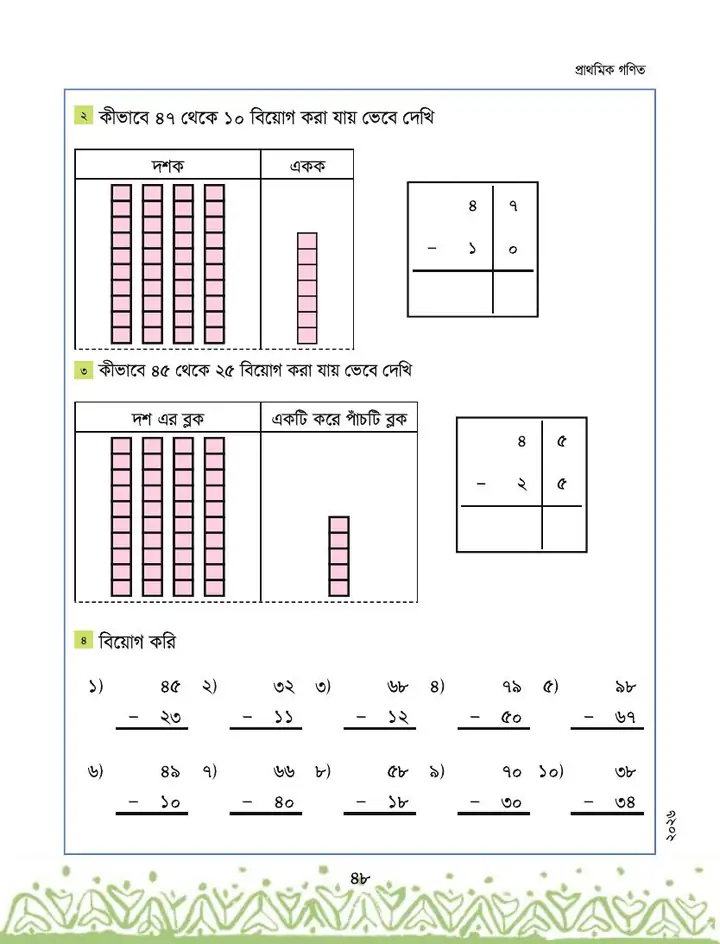 প্রাথমিক গণিত
২ কীভাবে ৪৭ থেকে ১০ বিয়োগ করা যায় ভেবে দেখি
দশক একক
৪ ৭
– ১ ০
৩ কীভাবে ৪৫ থেকে ২৫ বিয়োগ করা যায় ভেবে দেখি
দশ এর ব্লক একটি করে পাঁচটি ব্লক
৪ ৫
– ২ ৫
৪ বিয়োগ করি
১) ৪৫ ২) ৩২ ৩) ৬৮ ৪) ৭৯ ৫) ৯৮
– ২৩ – ১১ – ১২ – ৫০ – ৬৭
৬) ৪৯ ৭) ৬৬ ৮) ৫৮ ৯) ৭০ ১০) ৩৮
– ১০ – ৪০ – ১৮ – ৩০ – ৩৪
২০২৬
৪৮